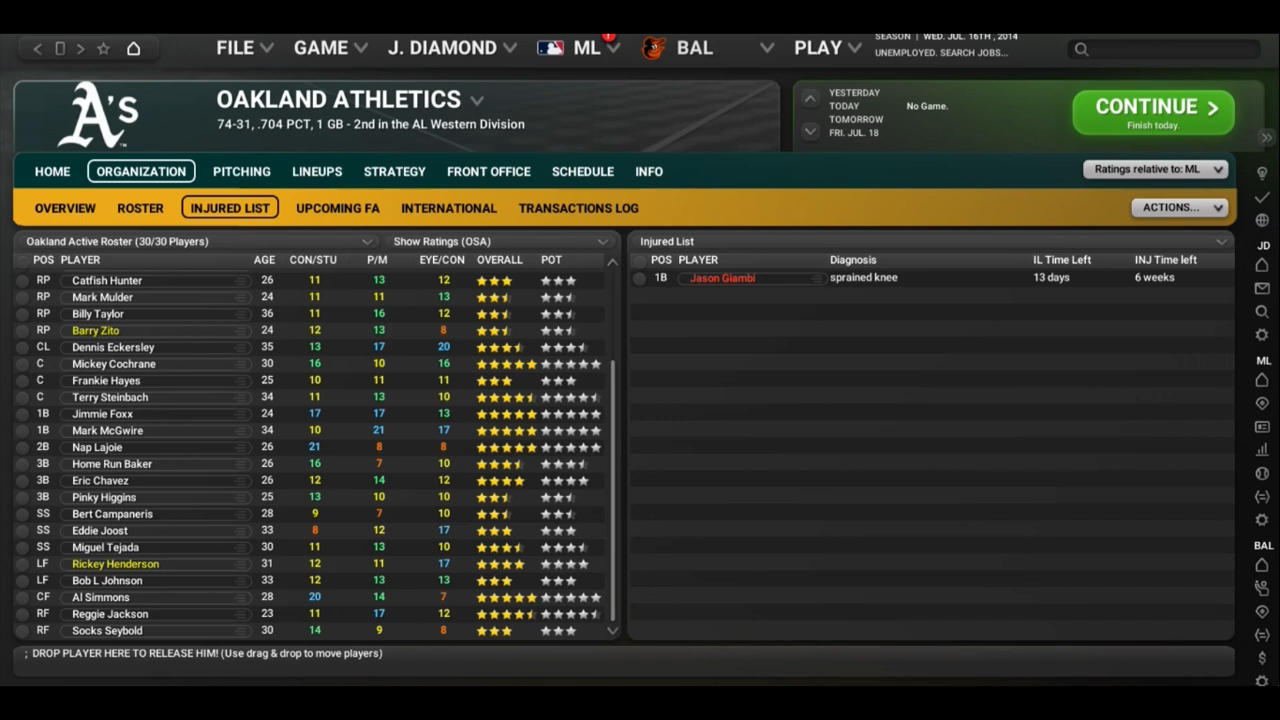 SEASON | WED. JUL. 16TH , 2014
FILE GAME J. DIAMOND ML BAL PLAY
UNEMPLOYED. SEARCH JOBS...
A's
OAKLAND ATHLETICS
74-31, .704 PCT, 1 GB - 2nd in the AL Western Division
YESTERDAY
TODAY No Game.
TOMORROW
FRI. JUL. 18
CONTINUE >
Finish today.
HOME ORGANIZATION PITCHING LINEUPS STRATEGY FRONT OFFICE SCHEDULE INFO Ratings relative to: ML
OVERVIEW ROSTER INJURED LIST UPCOMING FA INTERNATIONAL TRANSACTIONS LOG ACTIONS...
Oakland Active Roster (30/30 Players) Show Ratings (OSA)
POS PLAYER AGE CON/STU P/M EYE/CON OVERALL POT
RP Catfish Hunter 26 11 13 12
RP Mark Mulder 24 11 11 13
RP Billy Taylor 36 11 16 12
RP Barry Zito 24 12 13 8
CL Dennis Eckersley 35 13 17 20
C Mickey Cochrane 30 16 10 16
C Frankie Hayes 25 10 11 11
C Terry Steinbach 34 11 13 10
1B Jimmie Foxx 24 17 17 13
1B Mark McGwire 34 10 21 17
2B Nap Lajoie 26 21 8 8
3B Home Run Baker 26 16 7 10
3B Eric Chavez 26 12 14 12
3B Pinky Higgins 25 13 10 10
SS Bert Campaneris 28 9 7 10
SS Eddie Joost 33 8 12 17
SS Miguel Tejada 30 11 13 10
LF Rickey Henderson 31 12 11 17
LF Bob L Johnson 33 12 13 13
CF Al Simmons 28 20 14 7
RF Reggie Jackson 23 11 17 12
RF Socks Seybold 30 14 9 8
Injured List
POS PLAYER Diagnosis IL Time Left INJ Time left
1B Jason Giambi sprained knee 13 days 6 weeks
; DROP PLAYER HERE TO RELEASE HIM! (Use drag & drop to move players)
JD
ML
BAL